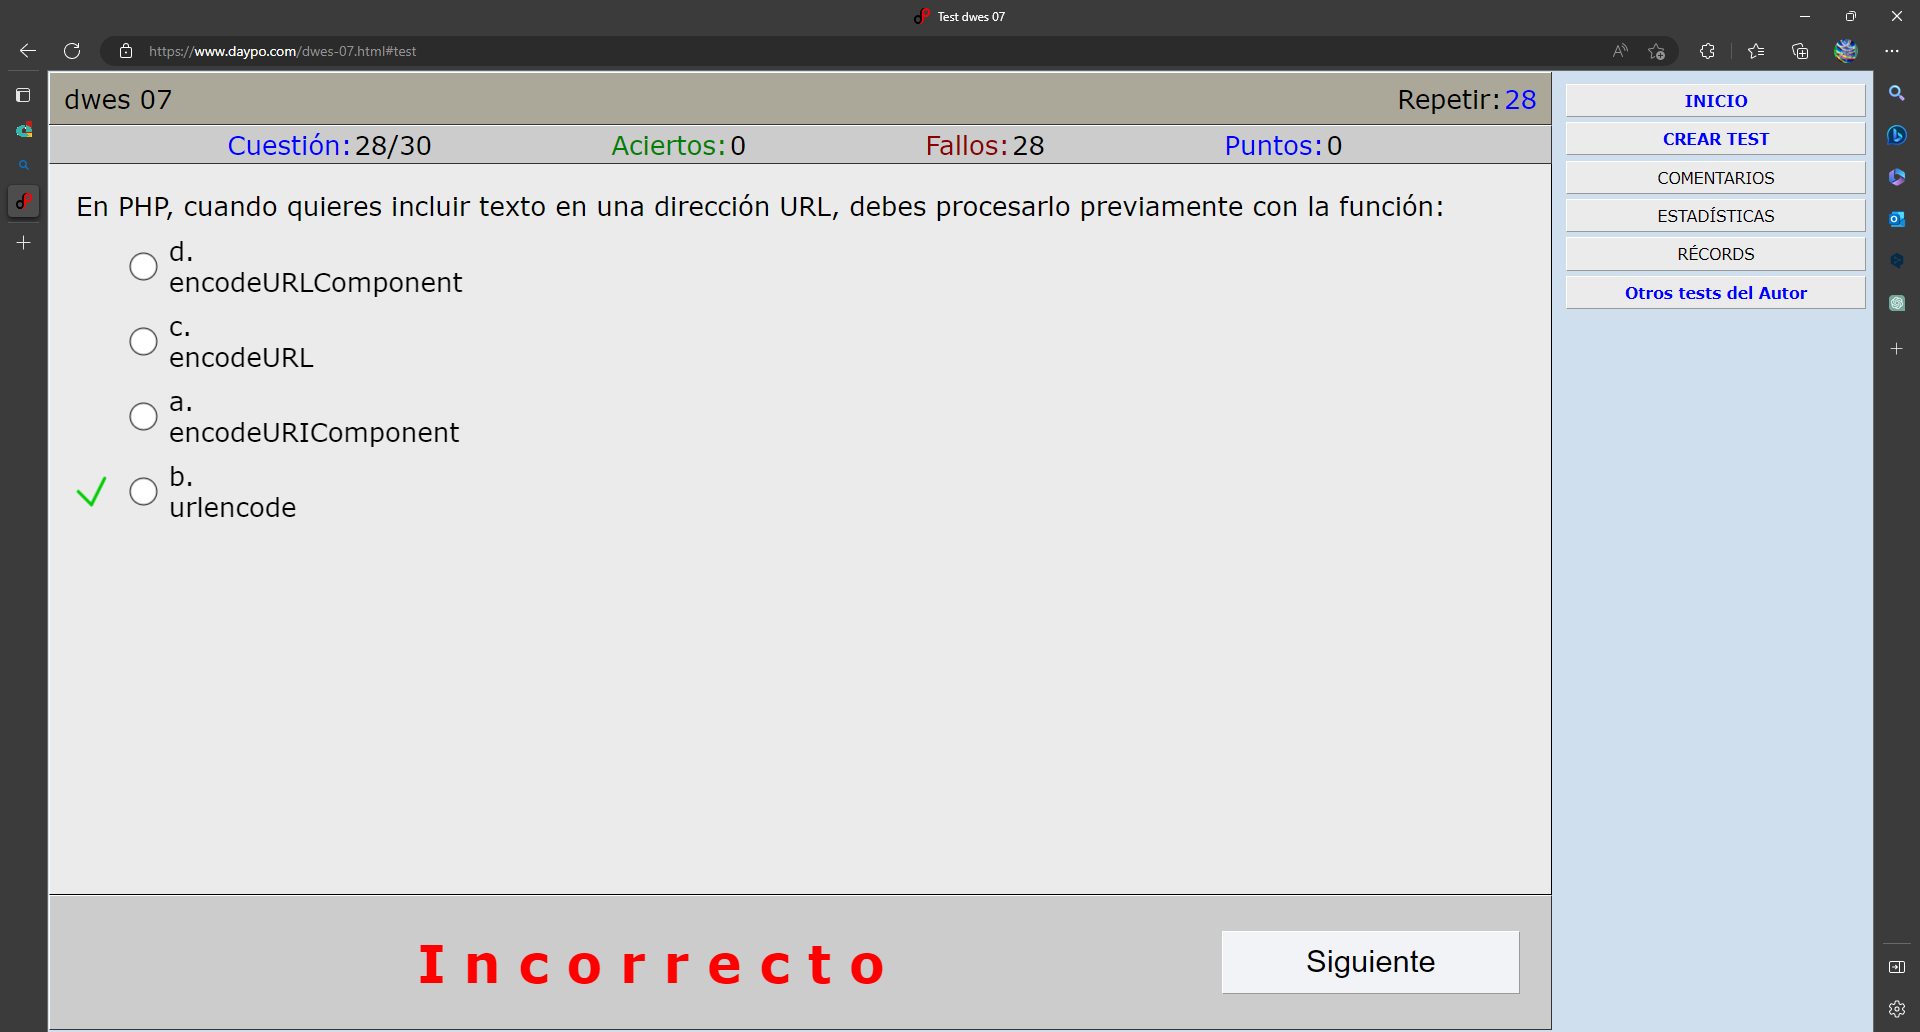 Test dwes 07
https://www.daypo.com/dwes-07.html#test
dwes 07
Repetir: 28
Cuestión: 28/30
Aciertos: 0
Fallos: 28
Puntos: 0
En PHP, cuando quieres incluir texto en una dirección URL, debes procesarlo previamente con la función:
d.
encodeURLComponent
c.
encodeURL
a.
encodeURIComponent
b.
urlencode
Incorrecto
Siguiente
INICIO
CREAR TEST
COMENTARIOS
ESTADÍSTICAS
RÉCORDS
Otros tests del Autor